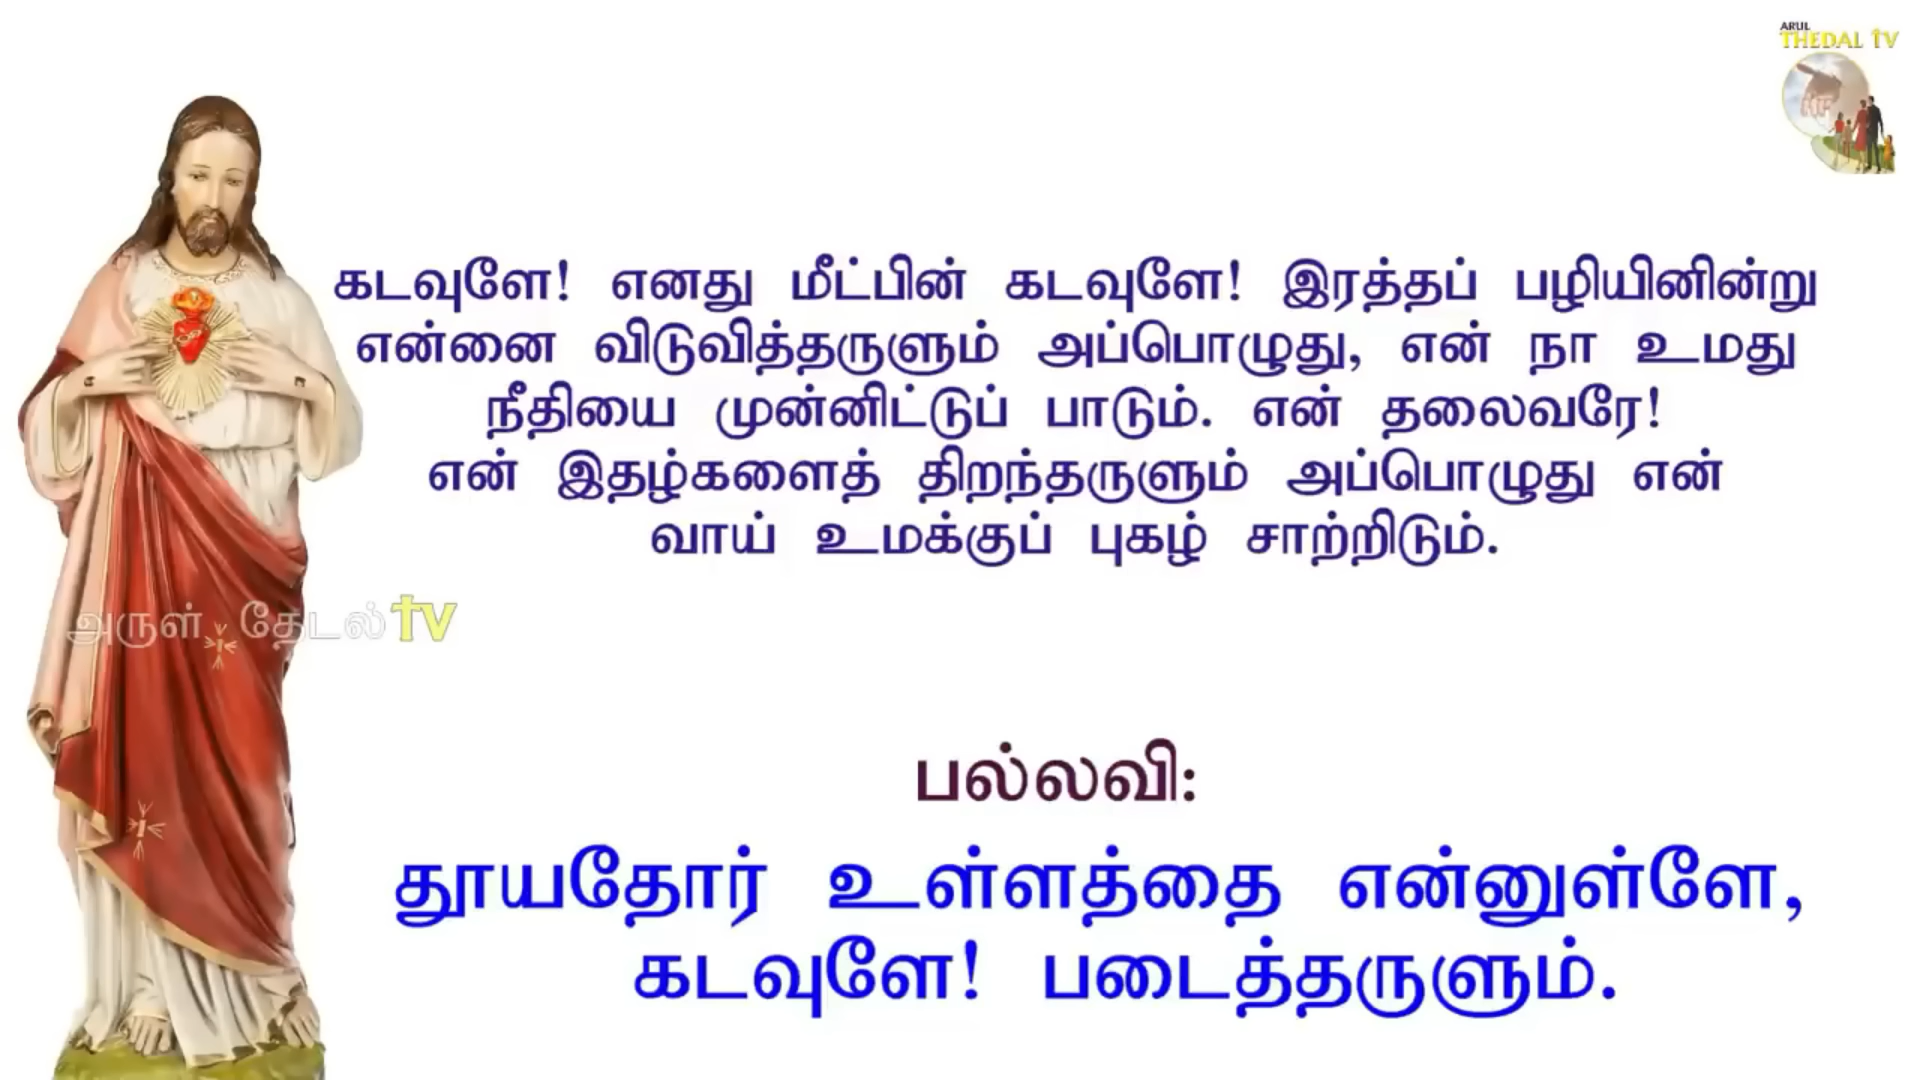 ARUL
THEDAL TV
கடவுளே! எனது மீட்பின் கடவுளே! இரத்தப் பழியினின்று
என்னை விடுவித்தருளும் அப்பொழுது, என் நா உமது
நீதியை முன்னிட்டுப் பாடும். என் தலைவரே!
என் இதழ்களைத் திறந்தருளும் அப்பொழுது என்
வாய் உமக்குப் புகழ் சாற்றிடும்.
அருள் தேடல் TV
பல்லவி:
தூயதோர் உள்ளத்தை என்னுள்ளே,
கடவுளே! படைத்தருளும்.